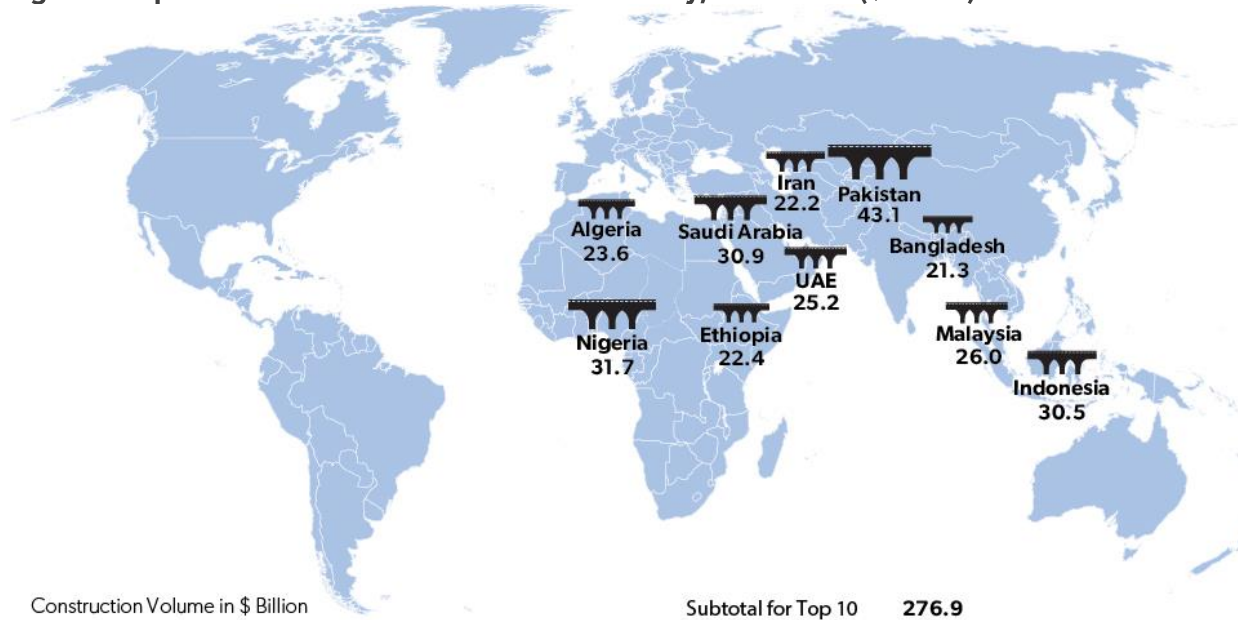 Iran
22.2
Pakistan
43.1
Algeria
23.6
Saudi Arabia
30.9
Bangladesh
21.3
UAE
25.2
Nigeria
31.7
Ethiopia
22.4
Malaysia
26.0
Indonesia
30.5
Construction Volume in $ Billion
Subtotal for Top 10 276.9